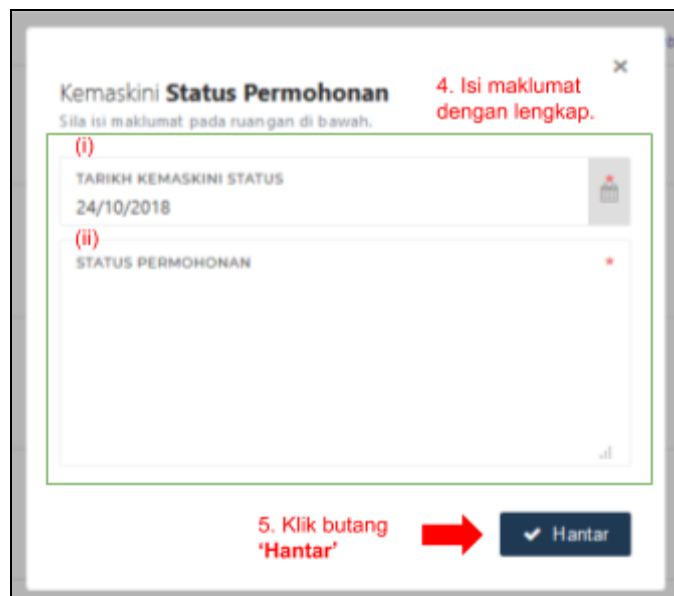 ×
Kemaskini Status Permohonan
4. Isi maklumat
dengan lengkap.
Sila isi maklumat pada ruangan di bawah.
(i)
TARIKH KEMASKINI STATUS
*
24/10/2018
(ii)
STATUS PERMOHONAN *
5. Klik butang
‘Hantar’
Hantar